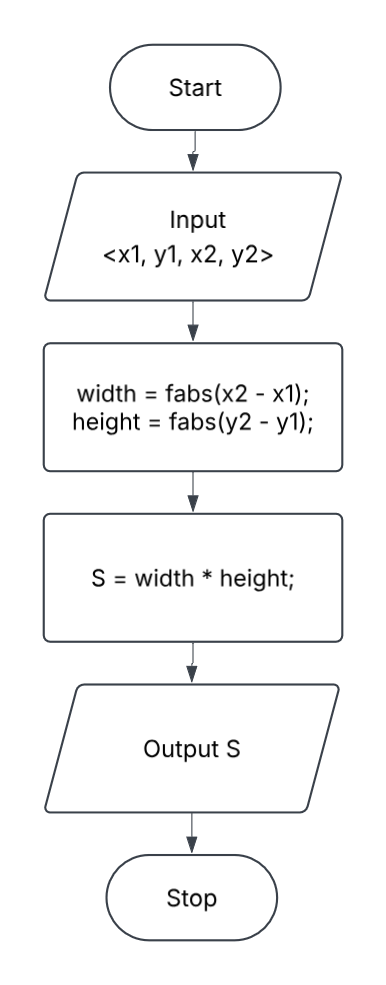 Start
Input
<x1, y1, x2, y2>
width = fabs(x2 - x1);
height = fabs(y2 - y1);
S = width * height;
Output S
Stop